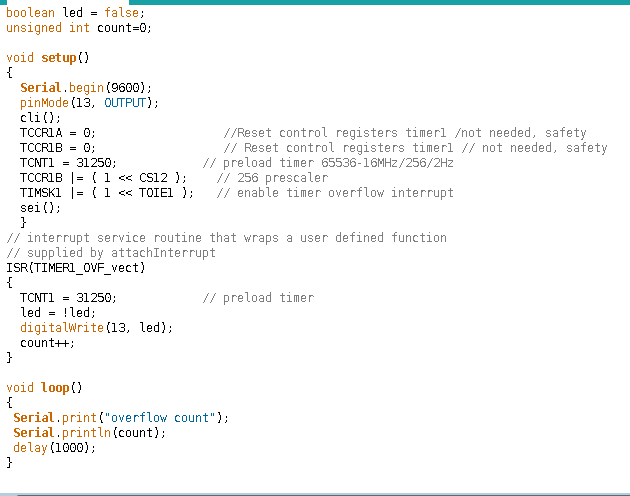 boolean led = false;
unsigned int count=0;
void setup()
{
Serial.begin(9600);
pinMode(13, OUTPUT);
cli();
TCCR1A = 0; //Reset control registers timer1 /not needed, safety
TCCR1B = 0; // Reset control registers timer1 // not needed, safety
TCNT1 = 31250; // preload timer 65536-16MHz/256/2Hz
TCCR1B |= ( 1 << CS12 ); // 256 prescaler
TIMSK1 |= ( 1 << TOIE1 ); // enable timer overflow interrupt
sei();
}
// interrupt service routine that wraps a user defined function
// supplied by attachInterrupt
ISR(TIMER1_OVF_vect)
{
TCNT1 = 31250; // preload timer
led = !led;
digitalWrite(13, led);
count++;
}
void loop()
{
Serial.print("overflow count");
Serial.println(count);
delay(1000);
}